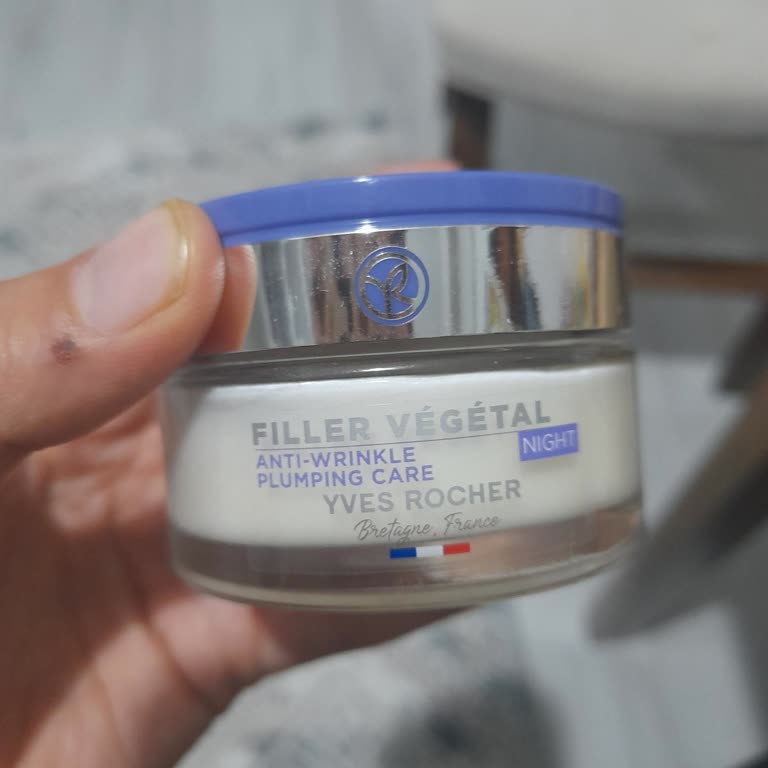 FILLER VÉGÉTAL
NIGHT
ANTI-WRINKLE
PLUMPING CARE
YVES ROCHER
Bretagne, France